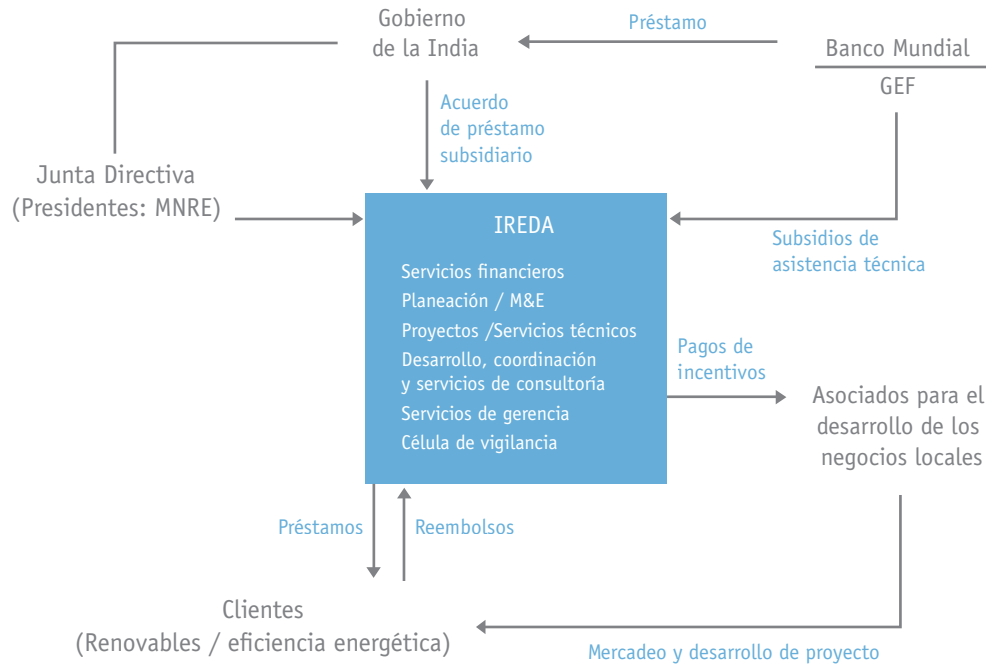 Gobierno
de la India
Préstamo
Banco Mundial
GEF
Acuerdo
de préstamo
subsidiario
Junta Directiva
(Presidentes: MNRE)
IREDA
Servicios financieros
Planeación / M&E
Proyectos /Servicios técnicos
Desarrollo, coordinación
y servicios de consultoría
Servicios de gerencia
Célula de vigilancia
Subsidios de
asistencia técnica
Pagos de
incentivos
Asociados para el
desarrollo de los
negocios locales
Préstamos
Reembolsos
Clientes
(Renovables / eficiencia energética)
Mercadeo y desarrollo de proyecto